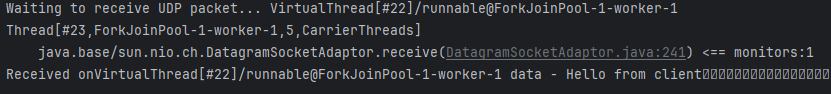 Waiting to receive UDP packet... VirtualThread[#22]/runnable@ForkJoinPool-1-worker-1
Thread[#23,ForkJoinPool-1-worker-1,5,CarrierThreads]
java.base/sun.nio.ch.DatagramSocketAdaptor.receive(DatagramSocketAdaptor.java:241) <== monitors:1
Received onVirtualThread[#22]/runnable@ForkJoinPool-1-worker-1 data - Hello from client